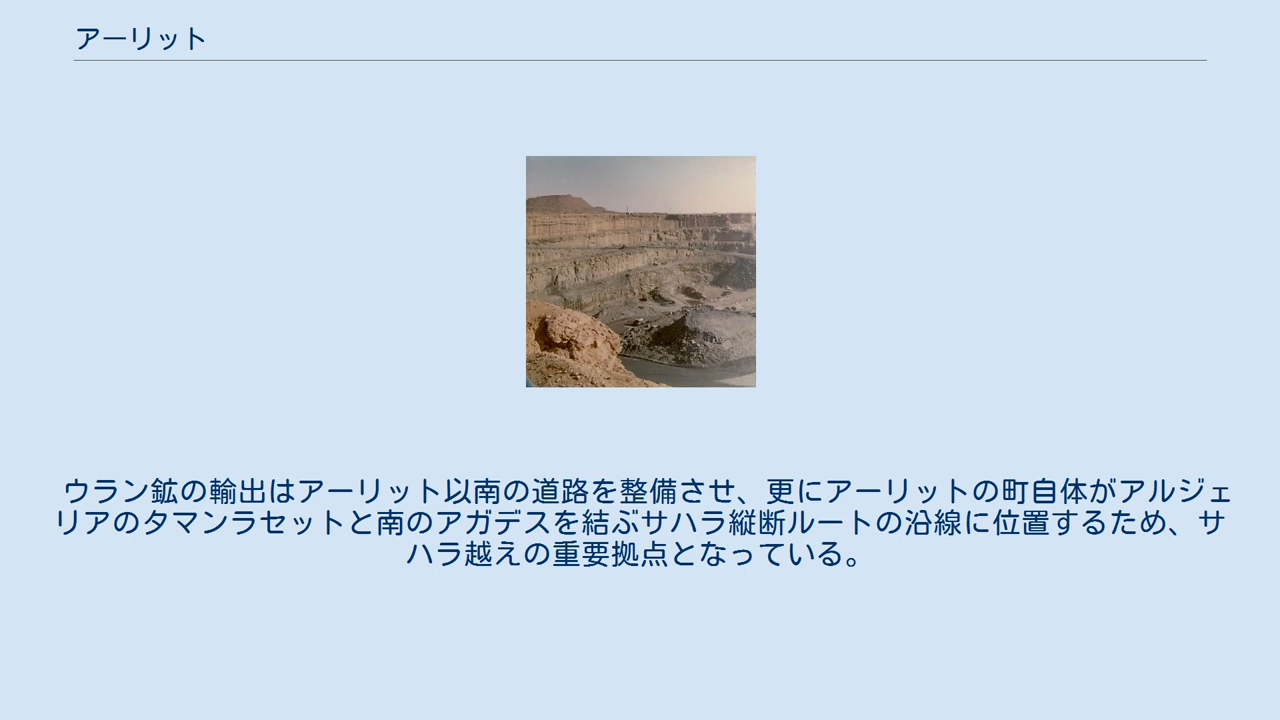 アーリット
ウラン鉱の輸出はアーリット以南の道路を整備させ、更にアーリットの町自体がアルジェ
リアのタマンラセットと南のアガデスを結ぶサハラ縦断ルートの沿線に位置するため、サ
ハラ越えの重要拠点となっている。